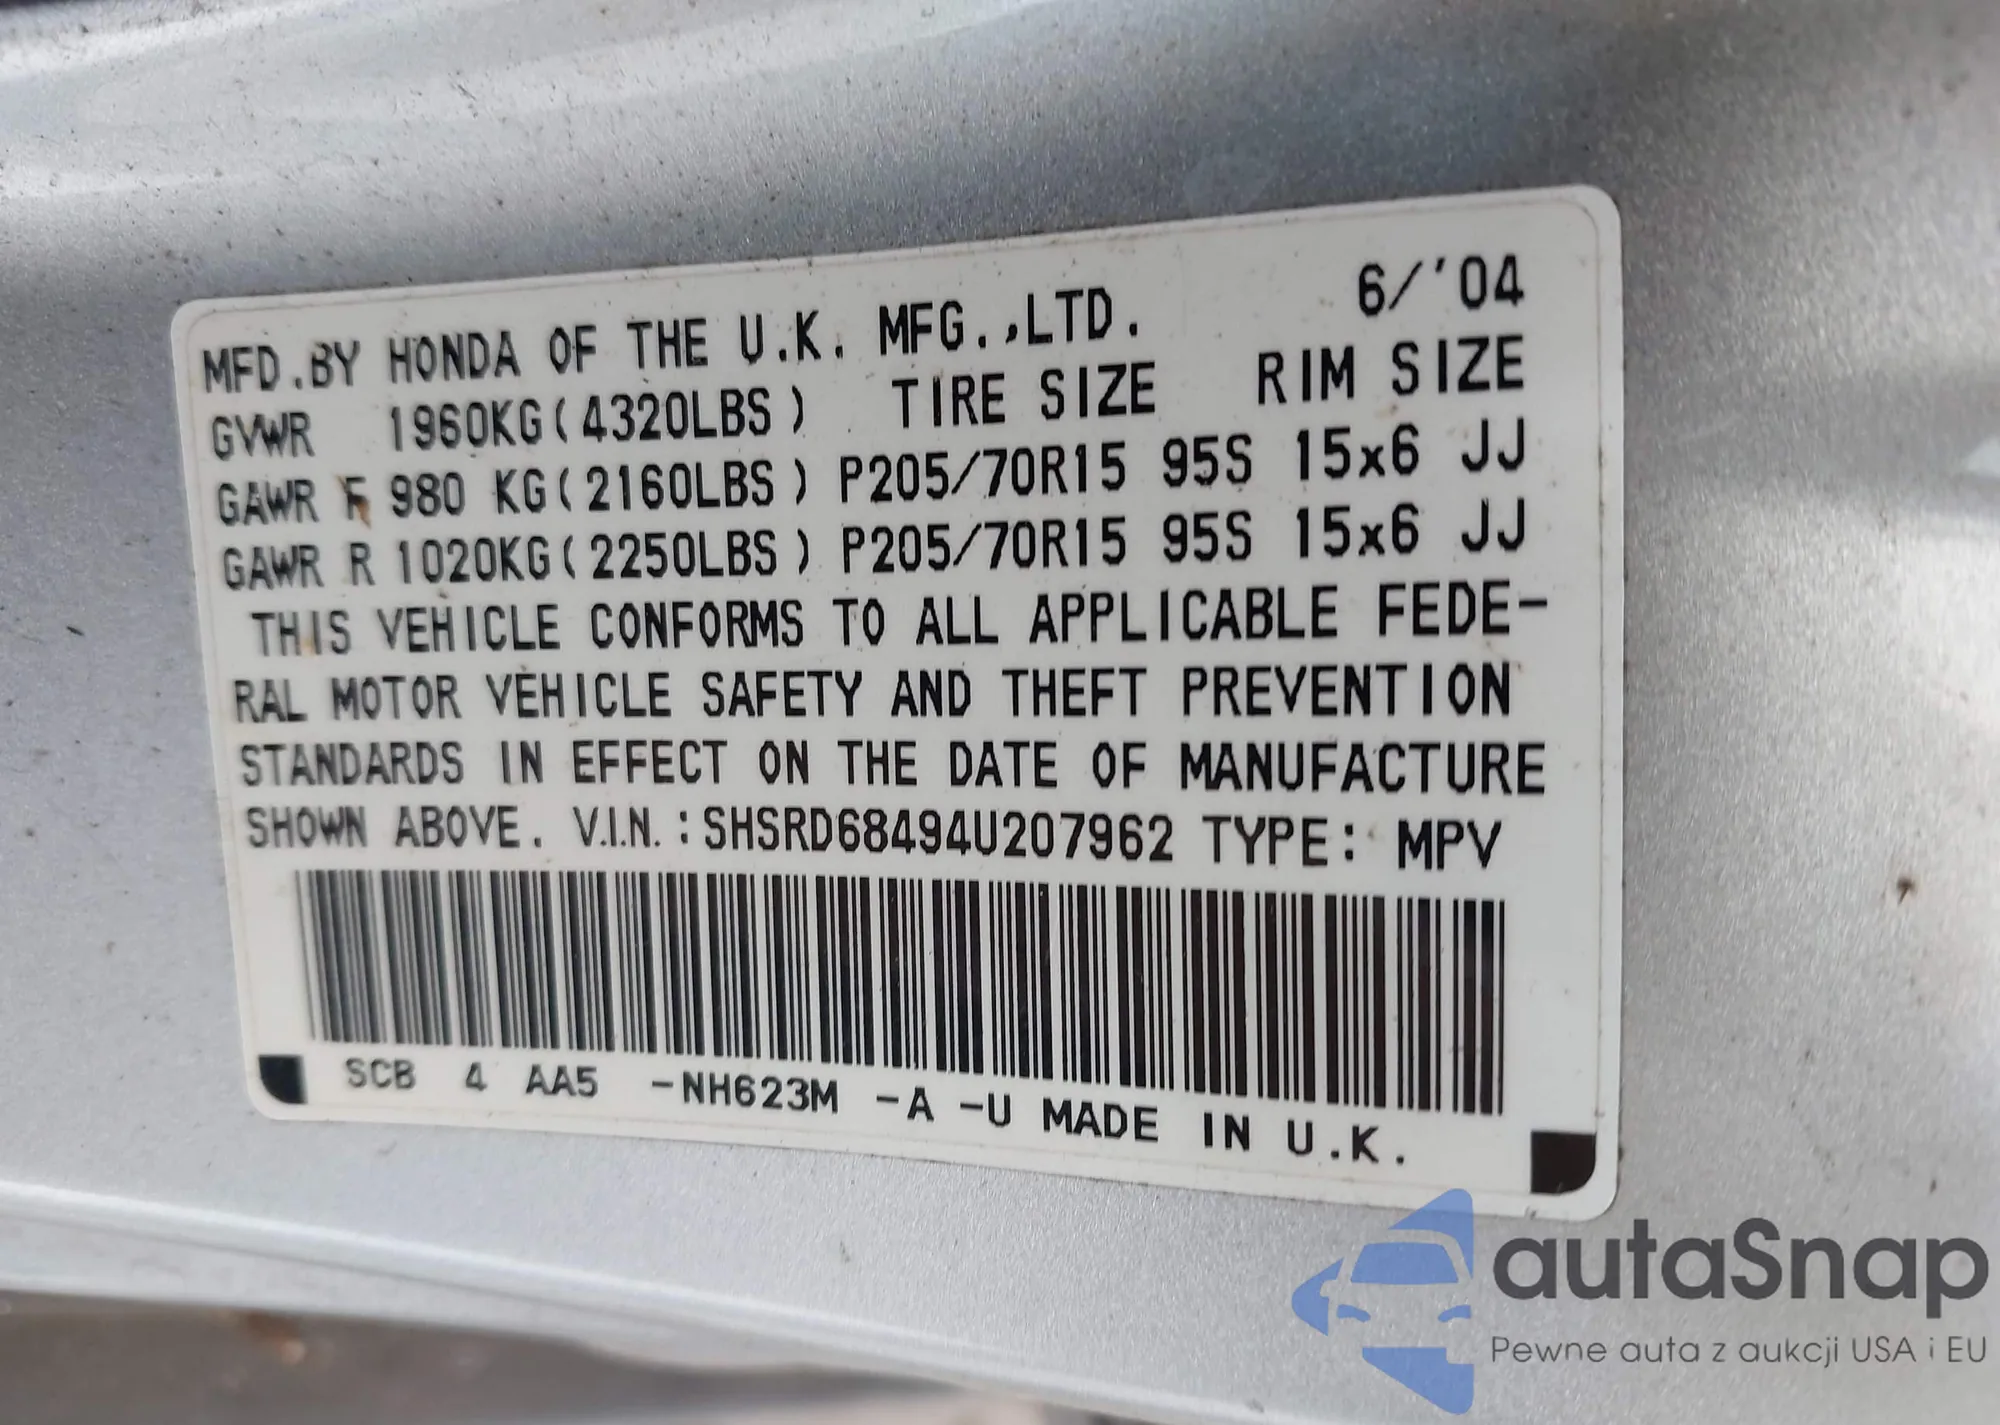 MFD.BY HONDA OF THE U.K. MFG.,LTD. 6/'04
GVWR 1960KG(4320LBS) TIRE SIZE RIM SIZE
GAWR F 980 KG(2160LBS) P205/70R15 95S 15x6 JJ
GAWR R 1020KG(2250LBS) P205/70R15 95S 15x6 JJ
THIS VEHICLE CONFORMS TO ALL APPLICABLE FEDE-
RAL MOTOR VEHICLE SAFETY AND THEFT PREVENTION
STANDARDS IN EFFECT ON THE DATE OF MANUFACTURE
SHOWN ABOVE. V.I.N.:SHSRD68494U207962 TYPE: MPV
SCB 4 AA5 -NH623M -A -U MADE IN U.K.
autaSnap
Pewne auta z aukcji USA i EU